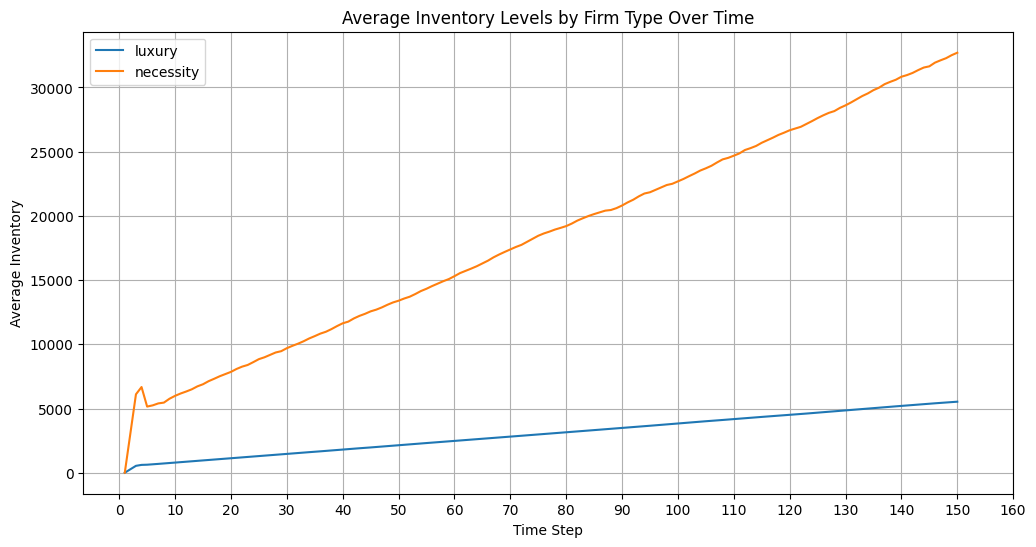 Average Inventory Levels by Firm Type Over Time
luxury
necessity
Average Inventory
30000
25000
20000
15000
10000
5000
0
0 10 20 30 40 50 60 70 80 90 100 110 120 130 140 150 160
Time Step